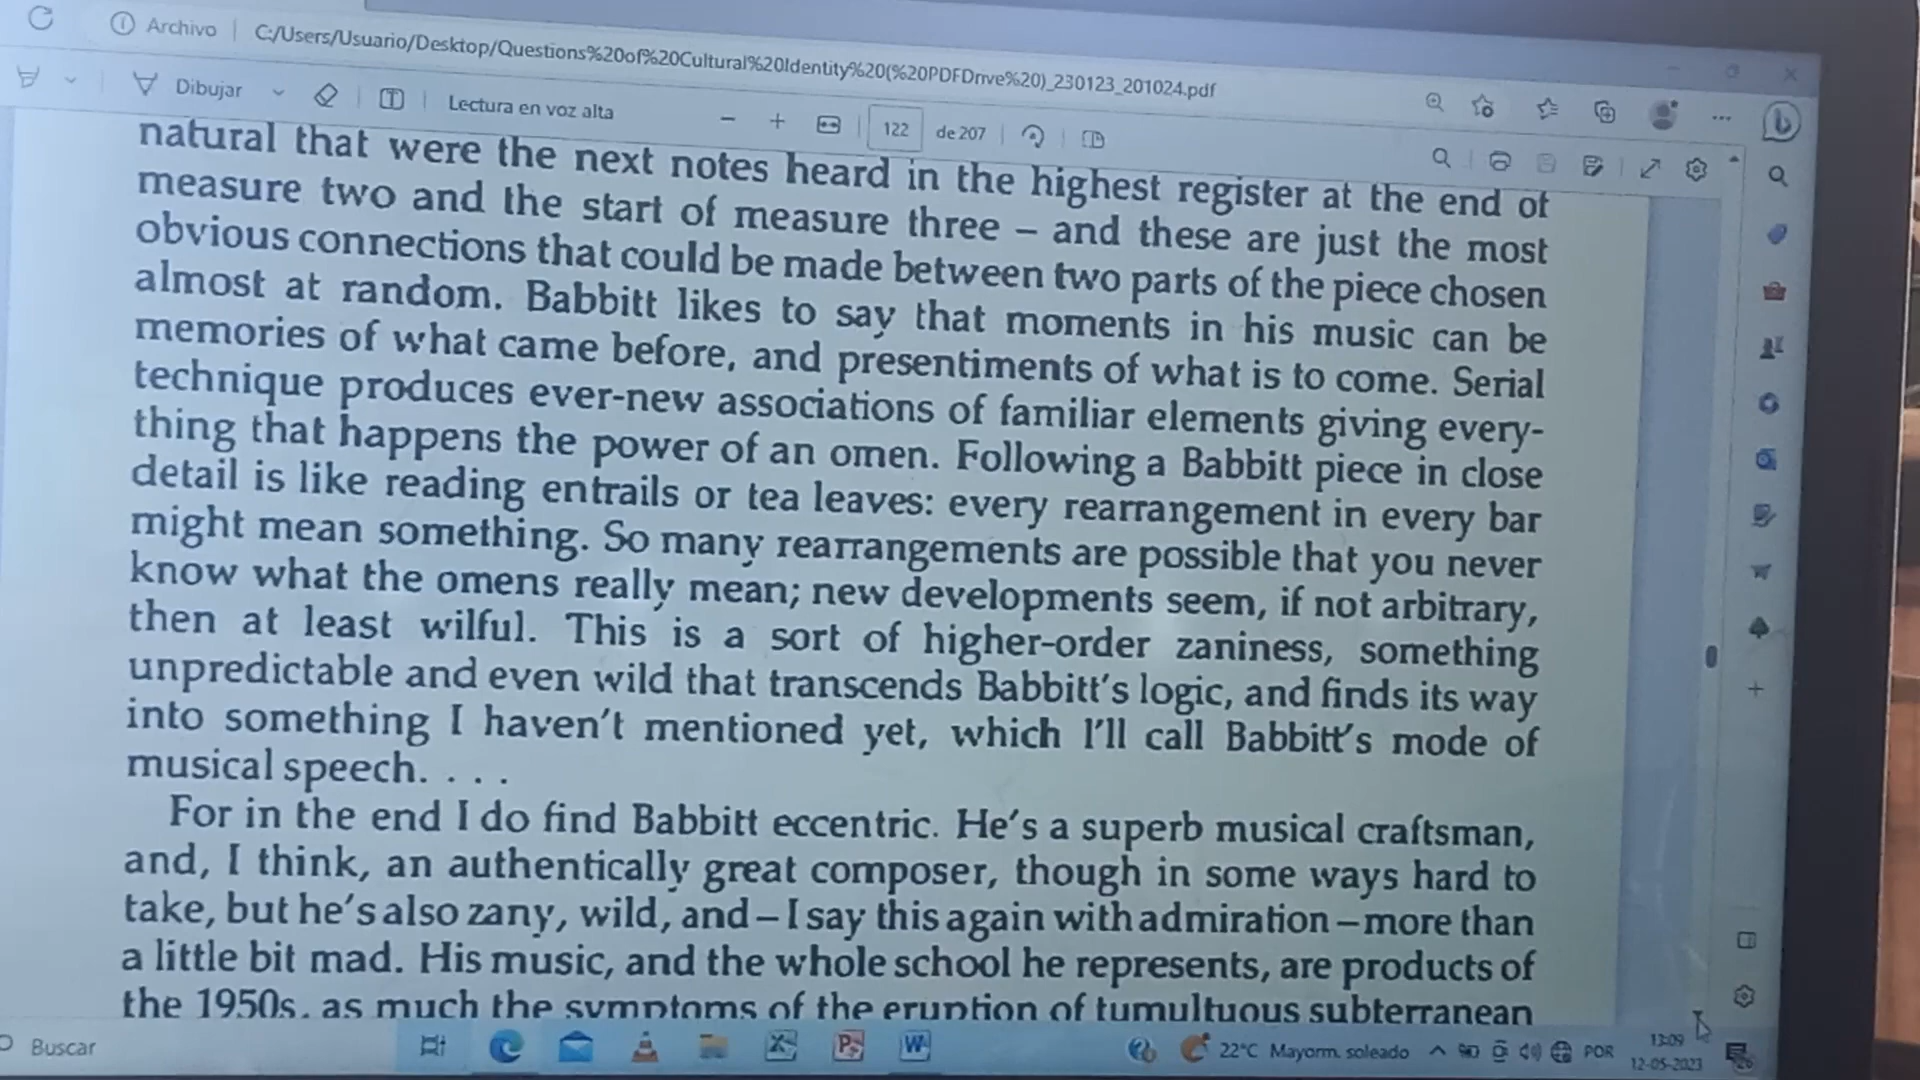 Archivo | C:/Users/Usuario/Desktop/Questions%20of%20Cultural%20Identity%20(%20PDFDrive%20)_230123_201024.pdf
Dibujar Lectura en voz alta 122 de 207
natural that were the next notes heard in the highest register at the end of
measure two and the start of measure three – and these are just the most
obvious connections that could be made between two parts of the piece chosen
almost at random. Babbitt likes to say that moments in his music can be
memories of what came before, and presentiments of what is to come. Serial
technique produces ever-new associations of familiar elements giving every-
thing that happens the power of an omen. Following a Babbitt piece in close
detail is like reading entrails or tea leaves: every rearrangement in every bar
might mean something. So many rearrangements are possible that you never
know what the omens really mean; new developments seem, if not arbitrary,
then at least wilful. This is a sort of higher-order zaniness, something
unpredictable and even wild that transcends Babbitt's logic, and finds its way
into something I haven't mentioned yet, which I'll call Babbitt's mode of
musical speech. . . .
For in the end I do find Babbitt eccentric. He's a superb musical craftsman,
and, I think, an authentically great composer, though in some ways hard to
take, but he's also zany, wild, and – I say this again with admiration – more than
a little bit mad. His music, and the whole school he represents, are products of
the 1950s, as much the symptoms of the eruption of tumultuous subterranean
Buscar 22°C Mayorm. soleado POR 13:09
12-05-2023